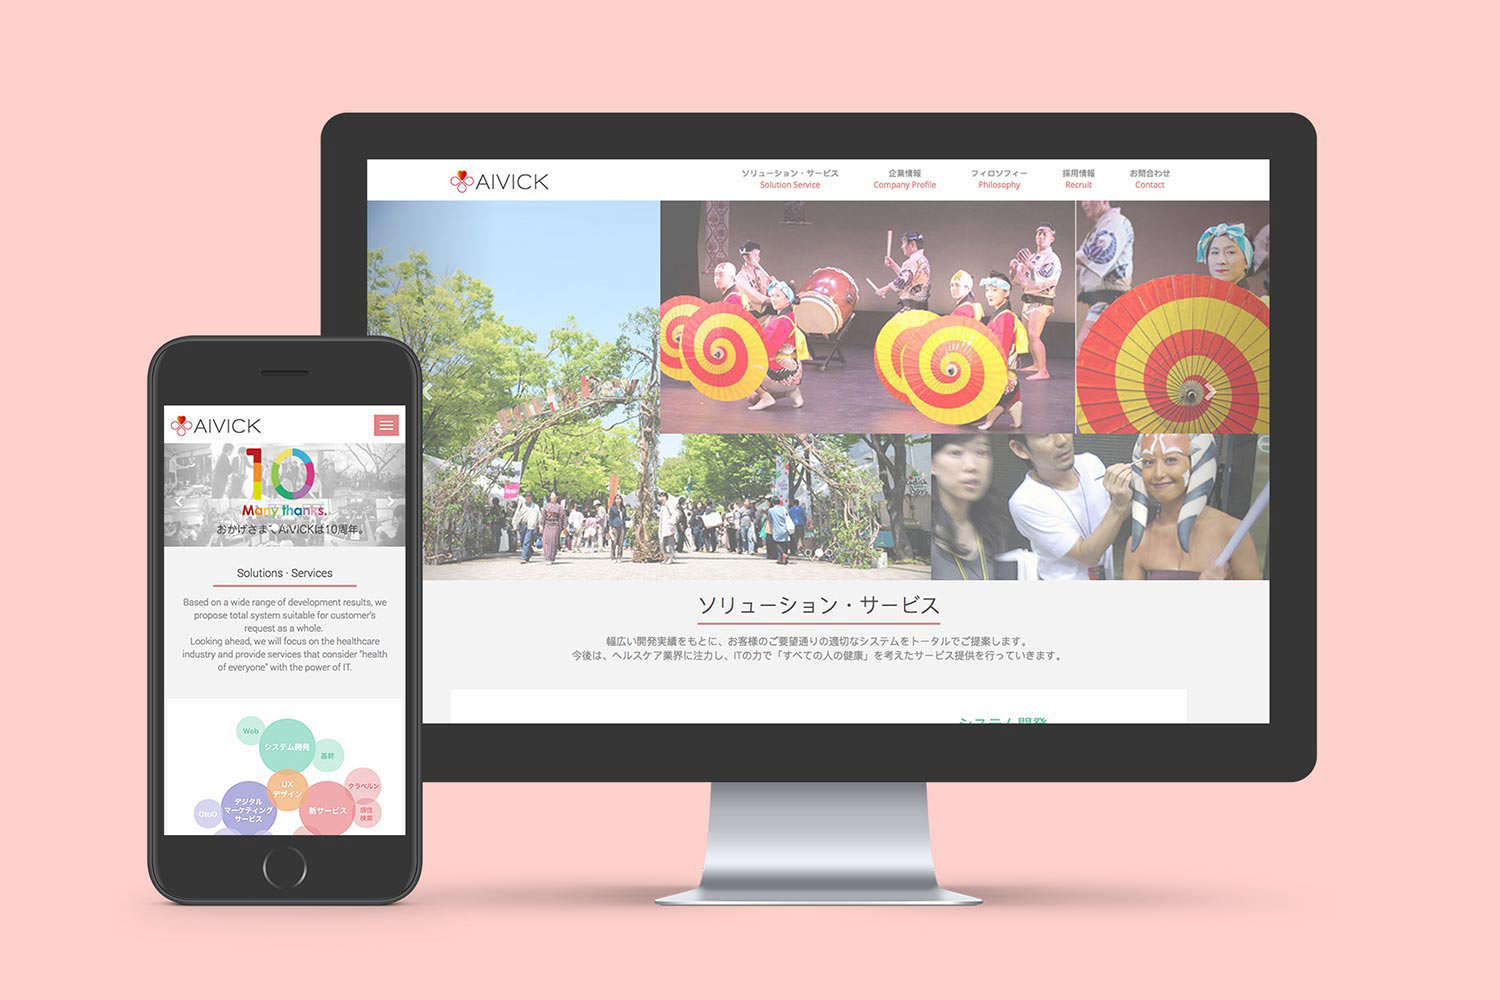 AIVICK
ソリューション・サービス
Solution Service
企業情報
Company Profile
フィロソフィー
Philosophy
採用情報
Recruit
お問合わせ
Contact
ソリューション・サービス
幅広い開発実績をもとに、お客様のご要望通りの適切なシステムをトータルでご提案します。
今後は、ヘルスケア業界に注力し、ITの力で「すべての人の健康」を考えたサービス提供を行っていきます。
システム開発
AIVICK
10
Many thanks.
おかげさまで、AiVICKは10周年。
Solutions · Services
Based on a wide range of development results, we
propose total system suitable for customer's
request as a whole.
Looking ahead, we will focus on the healthcare
industry and provide services that consider "health
of everyone" with the power of IT.
Web
システム開発
基幹
UX
デザイン
クラベルン
デジタル
マーケティング
サービス
OtoO
新サービス
感性
検索